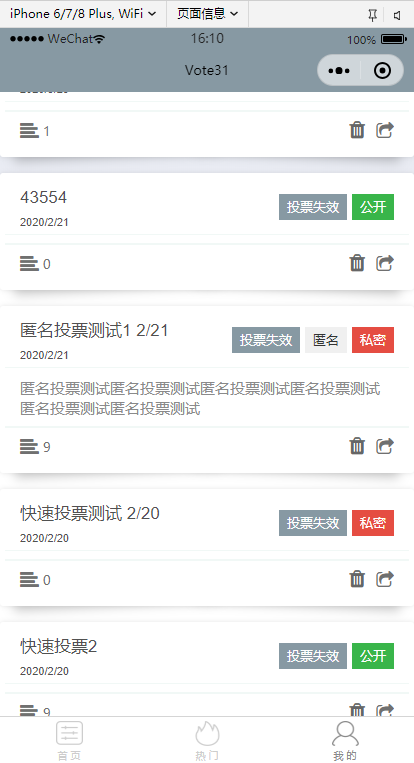 iPhone 6/7/8 Plus, WiFi 页面信息
WeChat 16:10 100%
Vote31
1
43554 投票失效 公开
2020/2/21
0
匿名投票测试1 2/21 投票失效 匿名 私密
2020/2/21
匿名投票测试匿名投票测试匿名投票测试匿名投票测试
匿名投票测试匿名投票测试
9
快速投票测试 2/20 投票失效 私密
2020/2/20
0
快速投票2 投票失效 公开
2020/2/20
9
首页 热门 我的